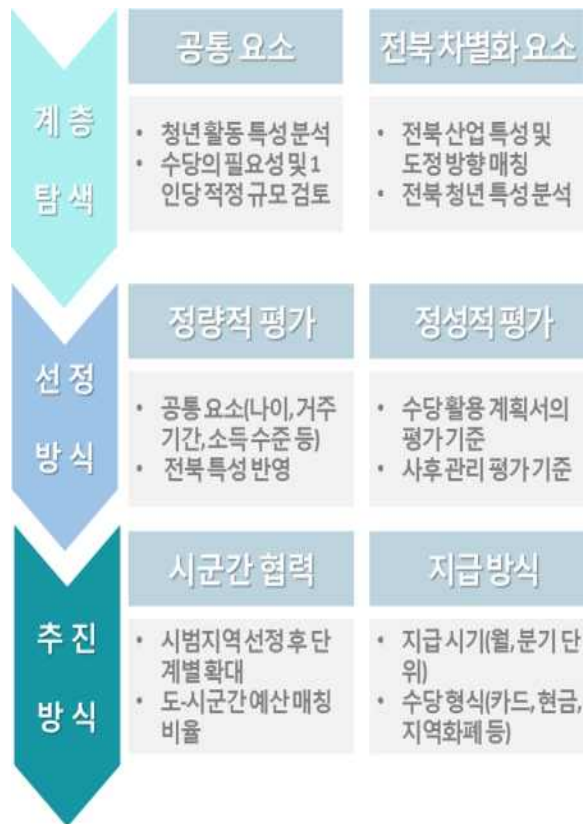 계 층
탐 색
공통 요소
• 청년 활동 특성 분석
• 수당의 필요성 및 1
인당 적정 규모 검토
전북 차별화 요소
• 전북 산업 특성 및
도정 방향 매칭
• 전북 청년 특성 분석
선 정
방 식
정량적 평가
• 공통 요소(나이, 거주
기간, 소득 수준 등)
• 전북 특성 반영
정성적 평가
• 수당 활용 계획서의
평가 기준
• 사후 관리 평가 기준
추 진
방 식
시군간 협력
• 시범지역 선정 후 단
계별 확대
• 도-시군간 예산 매칭
비율
지급 방식
• 지급 시기(월, 분기 단
위)
• 수당 형식(카드, 현금,
지역화폐 등)